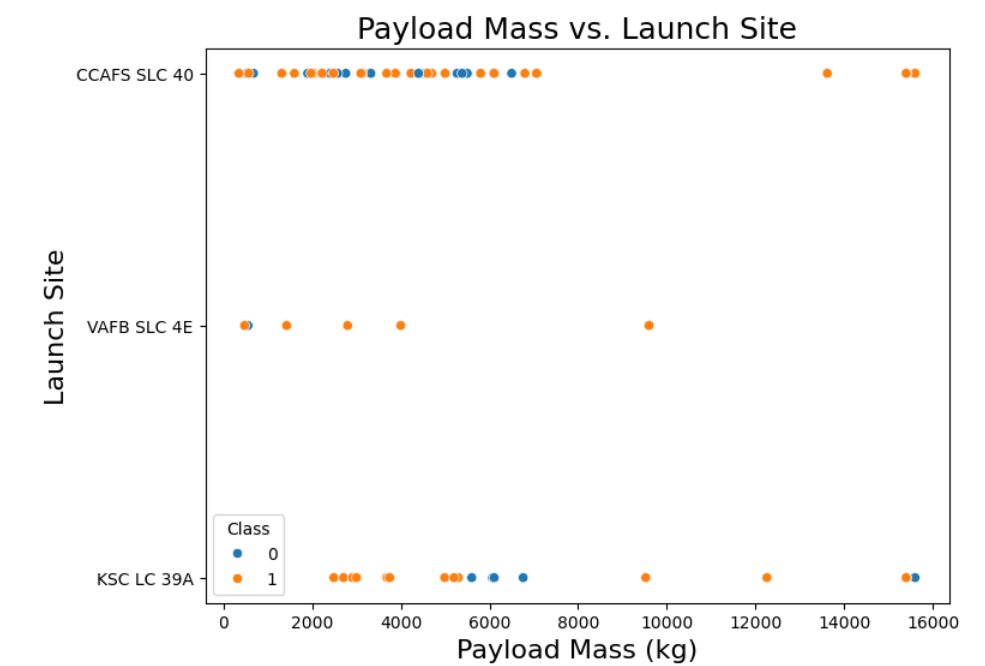 Payload Mass vs. Launch Site
CCAFS SLC 40
VAFB SLC 4E
KSC LC 39A
Launch Site
Class
0
1
0 2000 4000 6000 8000 10000 12000 14000 16000
Payload Mass (kg)